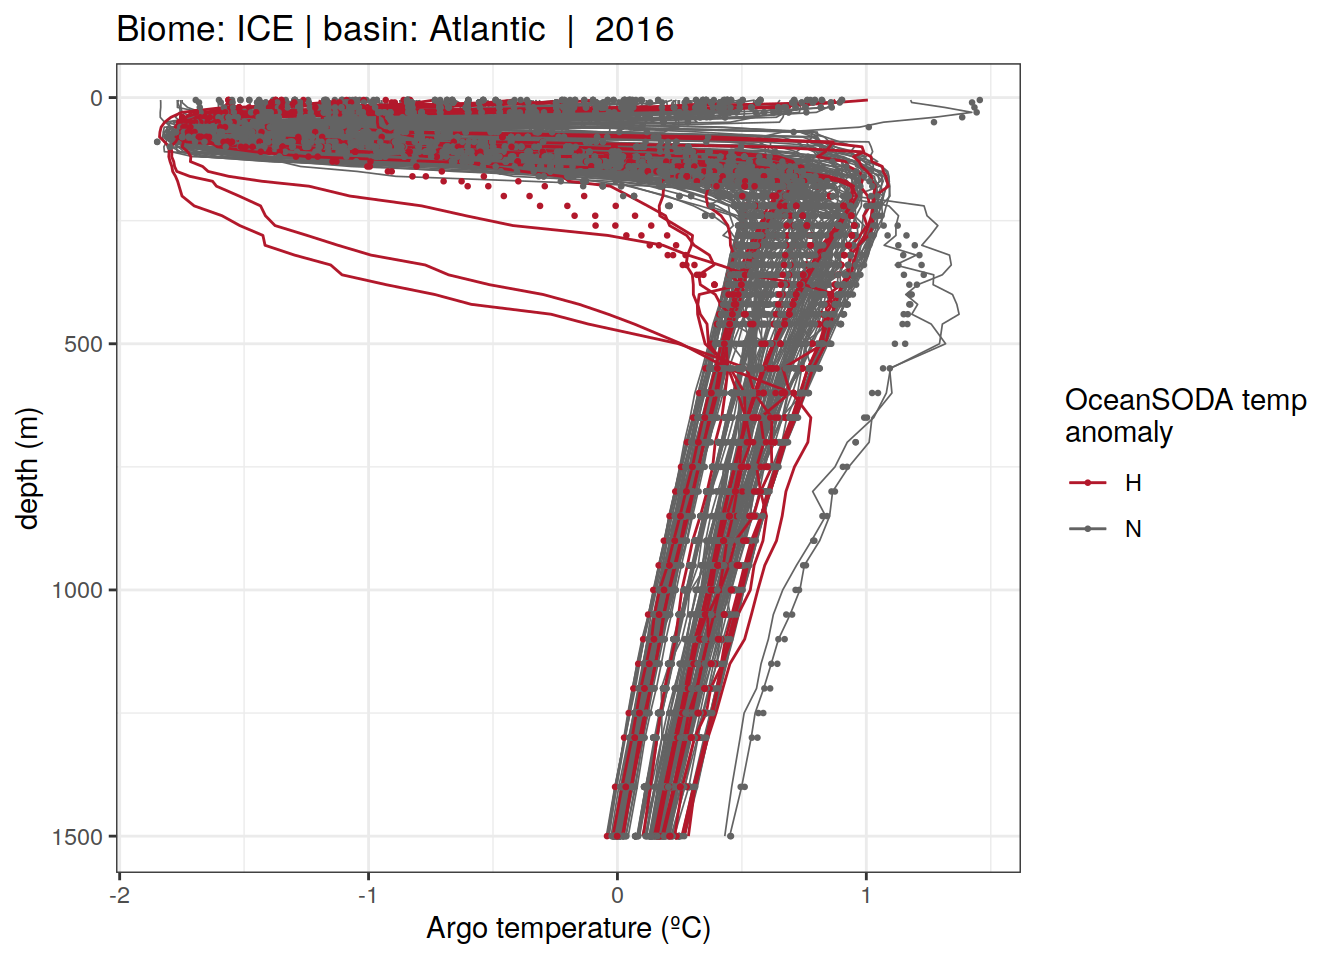 Biome: ICE | basin: Atlantic  |  2016
0
500
1000
1500
depth (m)
-2
-1
0
1
Argo temperature (ºC)
OceanSODA temp
anomaly
H
N